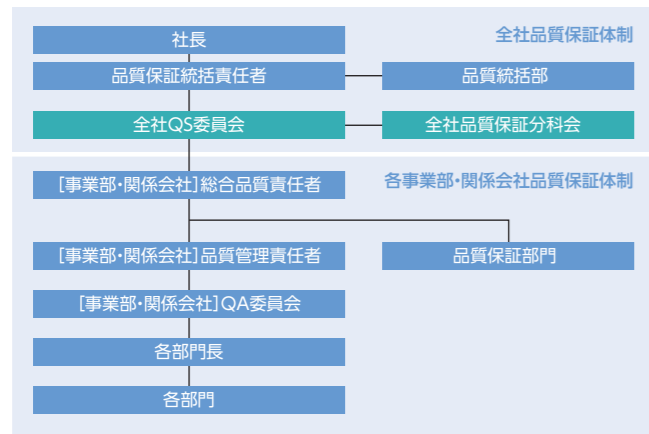 社長
全社品質保証体制
品質保証統括責任者
品質統括部
全社QS委員会
全社品質保証分科会
[事業部・関係会社]総合品質責任者
各事業部・関係会社品質保証体制
[事業部・関係会社]品質管理責任者
品質保証部門
[事業部・関係会社]QA委員会
各部門長
各部門